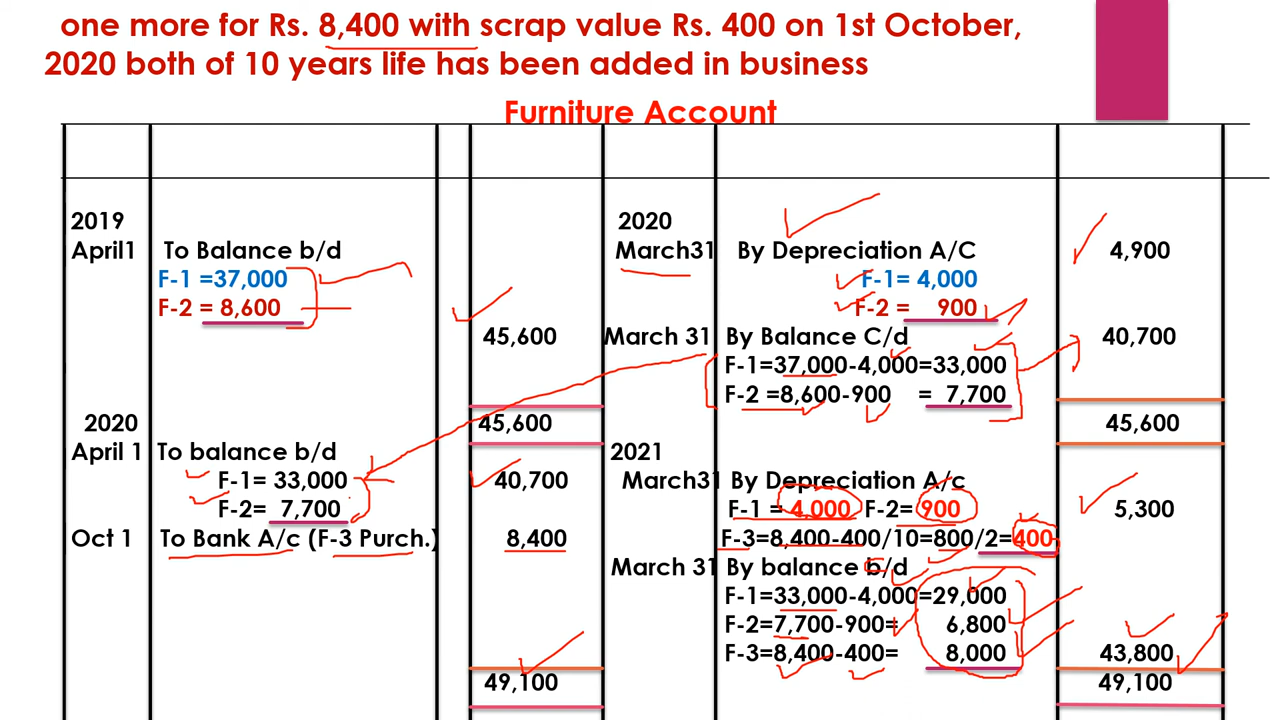 one more for Rs. 8,400 with scrap value Rs. 400 on 1st October,
2020 both of 10 years life has been added in business
Furniture Account
2019
April1 To Balance b/d
F-1 =37,000
F-2 = 8,600
45,600
45,600
2020
April 1 To balance b/d
F-1= 33,000 40,700
F-2= 7,700
Oct 1 To Bank A/c (F-3 Purch.) 8,400
49,100
2020
March31 By Depreciation A/C 4,900
F-1= 4,000
F-2 = 900
March 31 By Balance C/d 40,700
F-1=37,000-4,000=33,000
F-2 =8,600-900 = 7,700
45,600
2021
March31 By Depreciation A/c
F-1 = 4,000 F-2= 900 5,300
F-3=8,400-400/10=800/2=400
March 31 By balance b/d
F-1=33,000-4,000=29,000
F-2=7,700-900= 6,800
F-3=8,400-400= 8,000 43,800
49,100